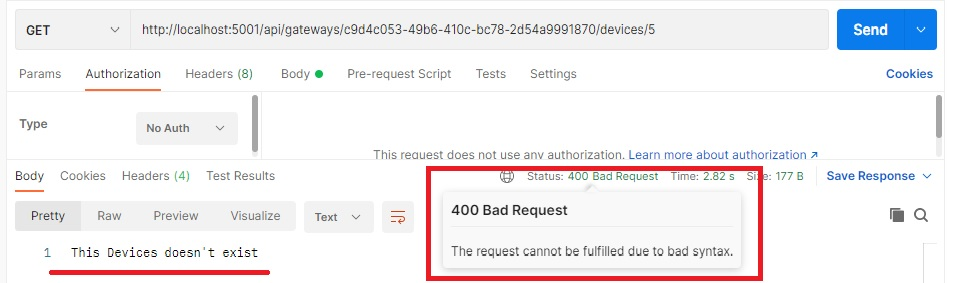 GET http://localhost:5001/api/gateways/c9d4c053-49b6-410c-bc78-2d54a9991870/devices/5 Send
Params Authorization Headers (8) Body Pre-request Script Tests Settings Cookies
Type No Auth
This request does not use any authorization. Learn more about authorization ↗
Body Cookies Headers (4) Test Results Status: 400 Bad Request Time: 2.82 s Size: 177 B Save Response
Pretty Raw Preview Visualize Text
400 Bad Request
1 This Devices doesn't exist
The request cannot be fulfilled due to bad syntax.